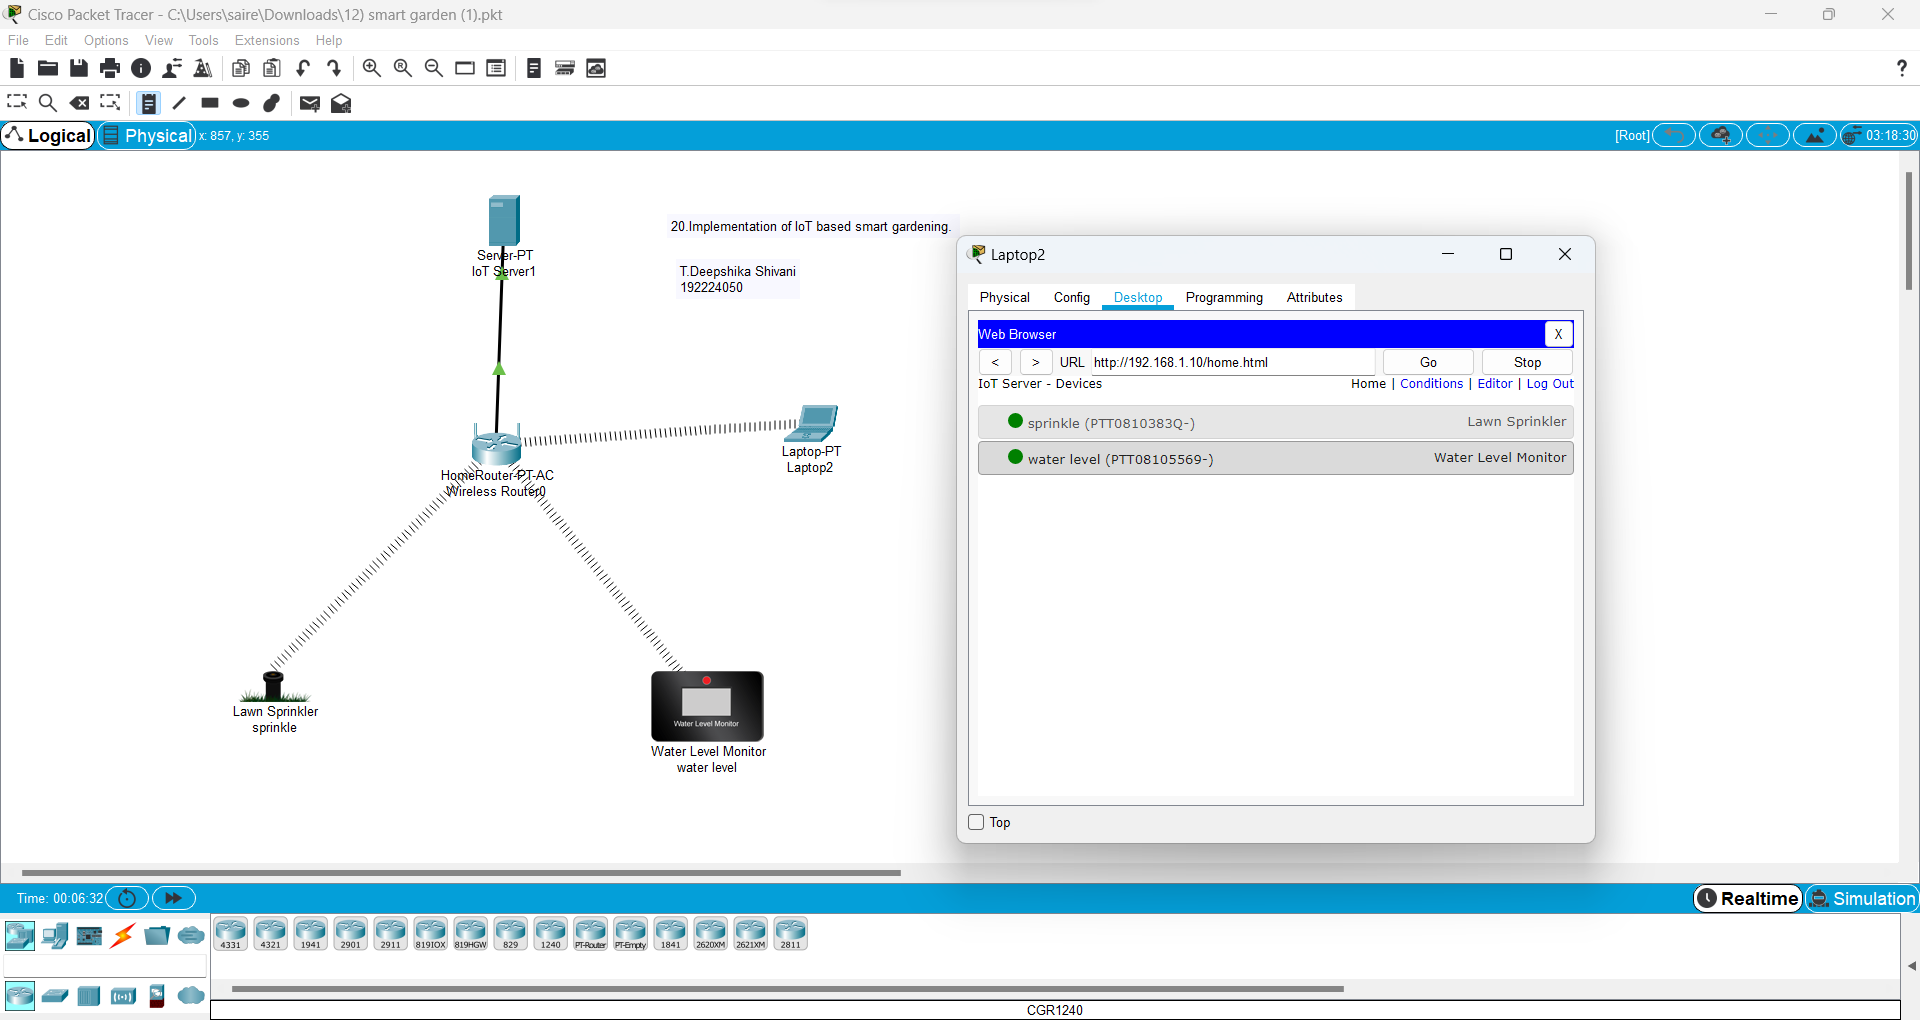 Cisco Packet Tracer - C:\Users\saire\Downloads\12) smart garden (1).pkt
File Edit Options View Tools Extensions Help
?
Logical Physical x: 857, y: 355 [Root] 03:18:30
Server-PT
IoT Server1
20.Implementation of IoT based smart gardening.
T.Deepshika Shivani
192224050
HomeRouter-PT-AC
Wireless Router0
Laptop-PT
Laptop2
Lawn Sprinkler
sprinkle
Water Level Monitor
Water Level Monitor
water level
Laptop2
Physical Config Desktop Programming Attributes
Web Browser X
< > URL http://192.168.1.10/home.html Go Stop
IoT Server - Devices Home | Conditions | Editor | Log Out
sprinkle (PTT0810383Q-) Lawn Sprinkler
water level (PTT08105569-) Water Level Monitor
Top
Time: 00:06:32 Realtime Simulation
4331 4321 1941 2901 2911 819IOX 819HGW 829 1240 PT-Router PT-Empty 1841 2620XM 2621XM 2811
CGR1240